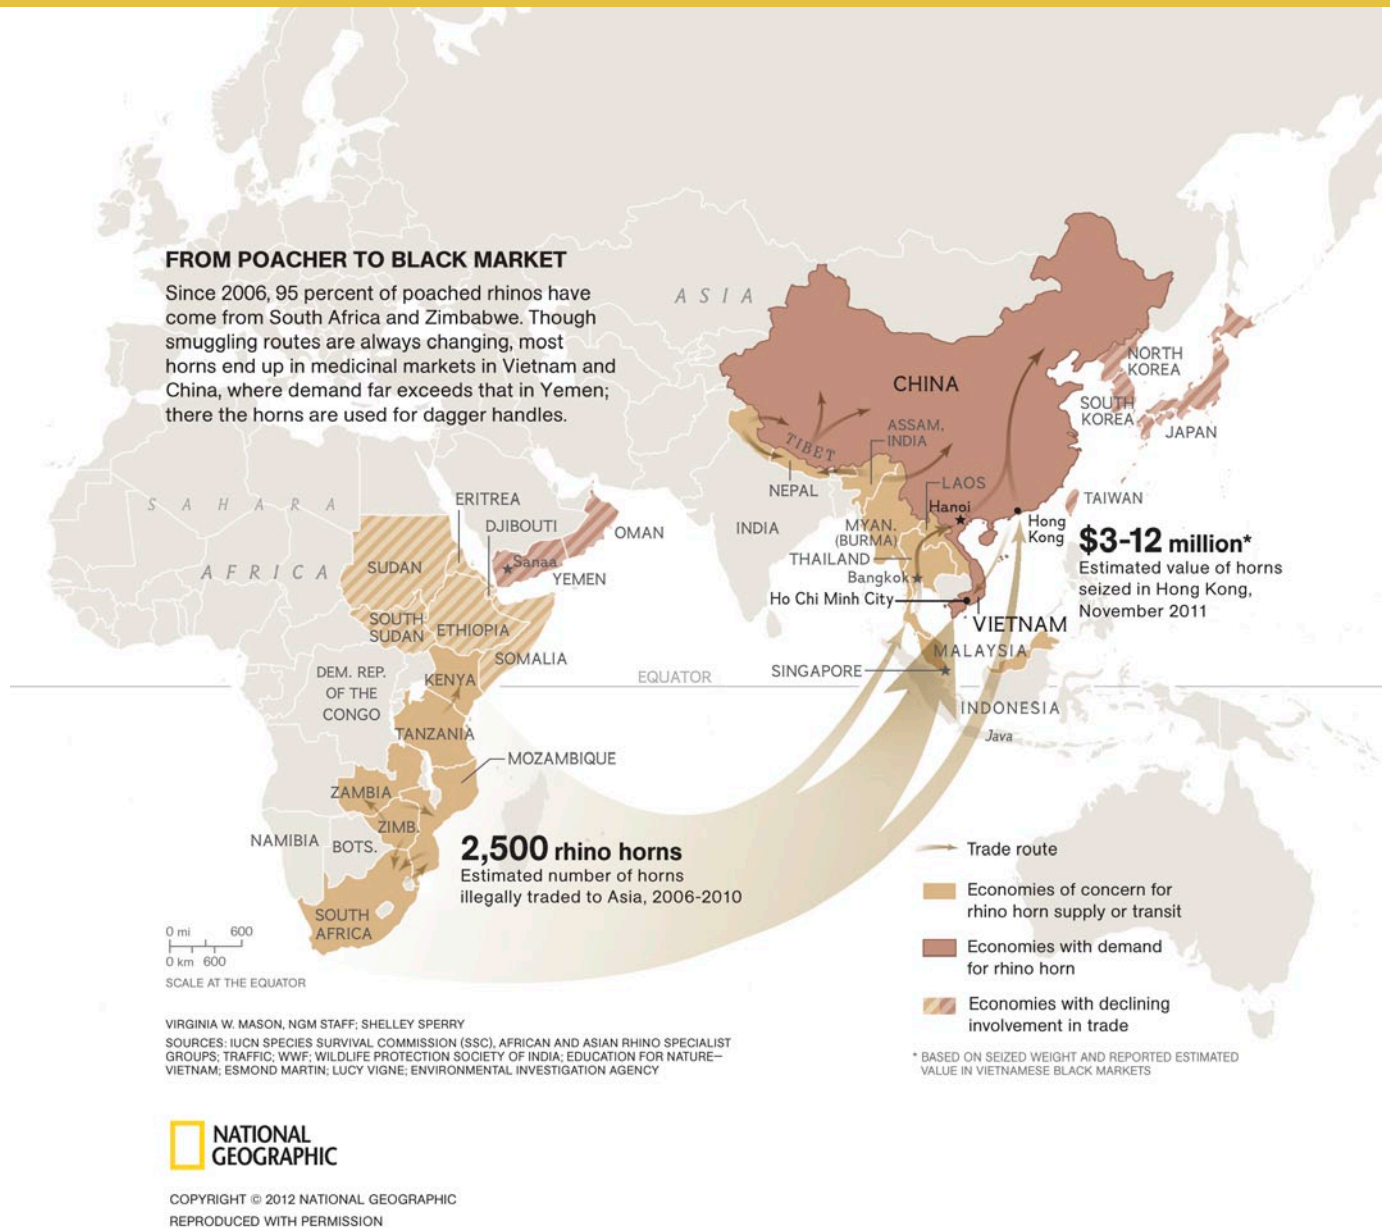 FROM POACHER TO BLACK MARKET
Since 2006, 95 percent of poached rhinos have
come from South Africa and Zimbabwe. Though
smuggling routes are always changing, most
horns end up in medicinal markets in Vietnam and
China, where demand far exceeds that in Yemen;
there the horns are used for dagger handles.
ASIA
CHINA
NORTH
KOREA
SOUTH
KOREA
JAPAN
TIBET
ASSAM,
INDIA
NEPAL
LAOS
TAIWAN
SAHARA
ERITREA
DJIBOUTI
OMAN
INDIA
MYAN.
(BURMA)
Hanoi
Hong
Kong
$3-12 million*
Estimated value of horns
seized in Hong Kong,
November 2011
AFRICA
SUDAN
Sanaa
YEMEN
THAILAND
Bangkok
Ho Chi Minh City
VIETNAM
SOUTH
SUDAN
ETHIOPIA
SOMALIA
MALAYSIA
SINGAPORE
DEM. REP.
OF THE
CONGO
KENYA
EQUATOR
INDONESIA
Java
TANZANIA
MOZAMBIQUE
ZAMBIA
ZIMB.
NAMIBIA
BOTS.
2,500 rhino horns
Estimated number of horns
illegally traded to Asia, 2006-2010
SOUTH
AFRICA
Trade route
Economies of concern for
rhino horn supply or transit
Economies with demand
for rhino horn
Economies with declining
involvement in trade
0 mi 600
0 km 600
SCALE AT THE EQUATOR
VIRGINIA W. MASON, NGM STAFF; SHELLEY SPERRY
SOURCES: IUCN SPECIES SURVIVAL COMMISSION (SSC), AFRICAN AND ASIAN RHINO SPECIALIST
GROUPS; TRAFFIC; WWF; WILDLIFE PROTECTION SOCIETY OF INDIA; EDUCATION FOR NATURE—
VIETNAM; ESMOND MARTIN; LUCY VIGNE; ENVIRONMENTAL INVESTIGATION AGENCY
* BASED ON SEIZED WEIGHT AND REPORTED ESTIMATED
VALUE IN VIETNAMESE BLACK MARKETS
NATIONAL
GEOGRAPHIC
COPYRIGHT © 2012 NATIONAL GEOGRAPHIC
REPRODUCED WITH PERMISSION